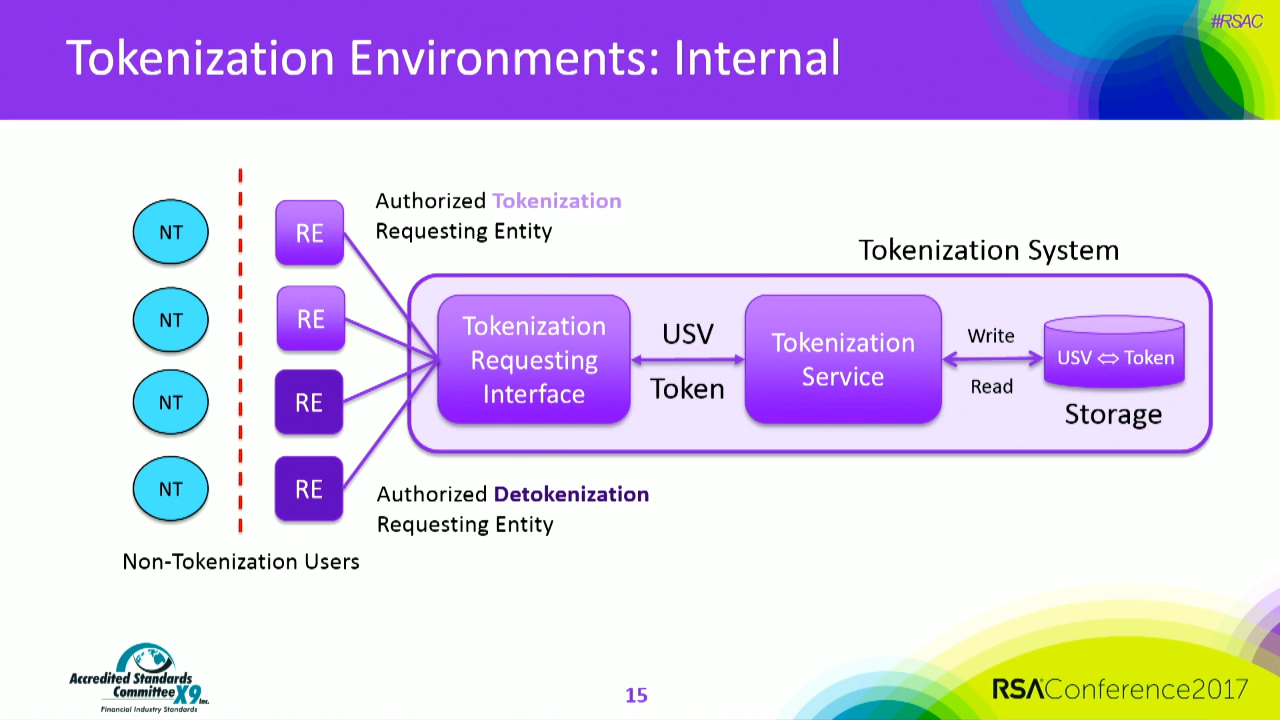 #RSAC
Tokenization Environments: Internal
NT
NT
NT
NT
Non-Tokenization Users
RE
RE
RE
RE
Authorized Tokenization
Requesting Entity
Authorized Detokenization
Requesting Entity
Tokenization System
Tokenization
Requesting
Interface
USV
Token
Tokenization
Service
Write
Read
USV ⇔ Token
Storage
Accredited Standards
Committee X9 Inc.
Financial Industry Standards
15
RSAConference2017